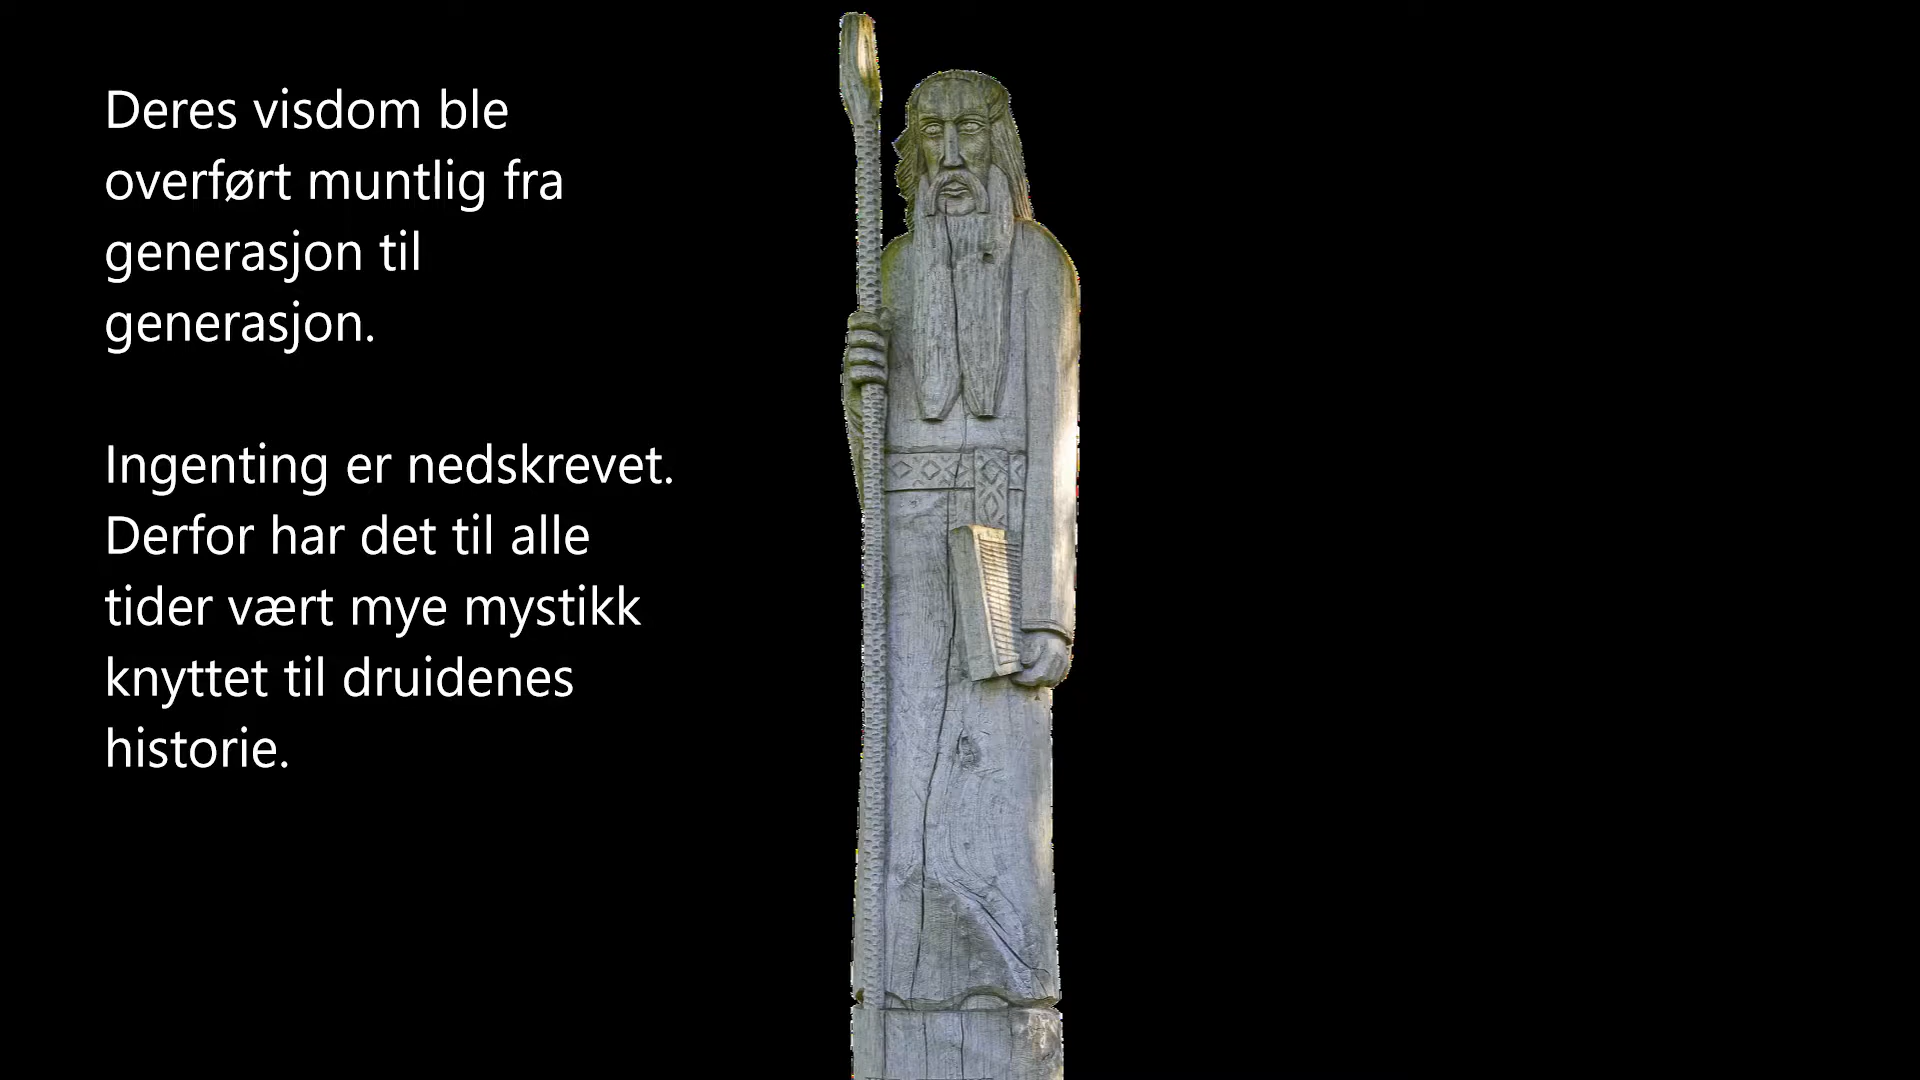 Deres visdom ble
overført muntlig fra
generasjon til
generasjon.
Ingenting er nedskrevet.
Derfor har det til alle
tider vært mye mystikk
knyttet til druidenes
historie.